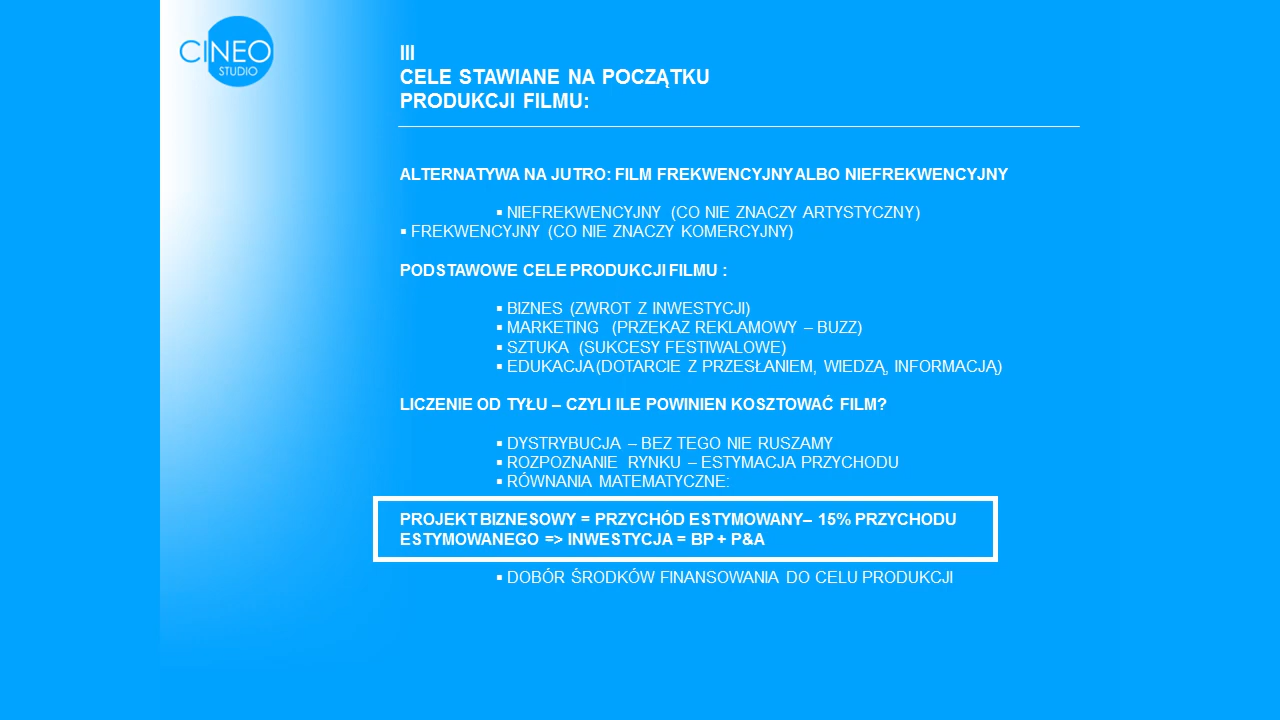 CINEO
STUDIO
III
CELE STAWIANE NA POCZĄTKU
PRODUKCJI FILMU:
ALTERNATYWA NA JUTRO: FILM FREKWENCYJNY ALBO NIEFREKWENCYJNY
▪ NIEFREKWENCYJNY (CO NIE ZNACZY ARTYSTYCZNY)
▪ FREKWENCYJNY (CO NIE ZNACZY KOMERCYJNY)
PODSTAWOWE CELE PRODUKCJI FILMU :
▪ BIZNES (ZWROT Z INWESTYCJI)
▪ MARKETING (PRZEKAZ REKLAMOWY – BUZZ)
▪ SZTUKA (SUKCESY FESTIWALOWE)
▪ EDUKACJA (DOTARCIE Z PRZESŁANIEM, WIEDZĄ, INFORMACJĄ)
LICZENIE OD TYŁU – CZYLI ILE POWINIEN KOSZTOWAĆ FILM?
▪ DYSTRYBUCJA – BEZ TEGO NIE RUSZAMY
▪ ROZPOZNANIE RYNKU – ESTYMACJA PRZYCHODU
▪ RÓWNANIA MATEMATYCZNE:
PROJEKT BIZNESOWY = PRZYCHÓD ESTYMOWANY– 15% PRZYCHODU
ESTYMOWANEGO => INWESTYCJA = BP + P&A
▪ DOBÓR ŚRODKÓW FINANSOWANIA DO CELU PRODUKCJI